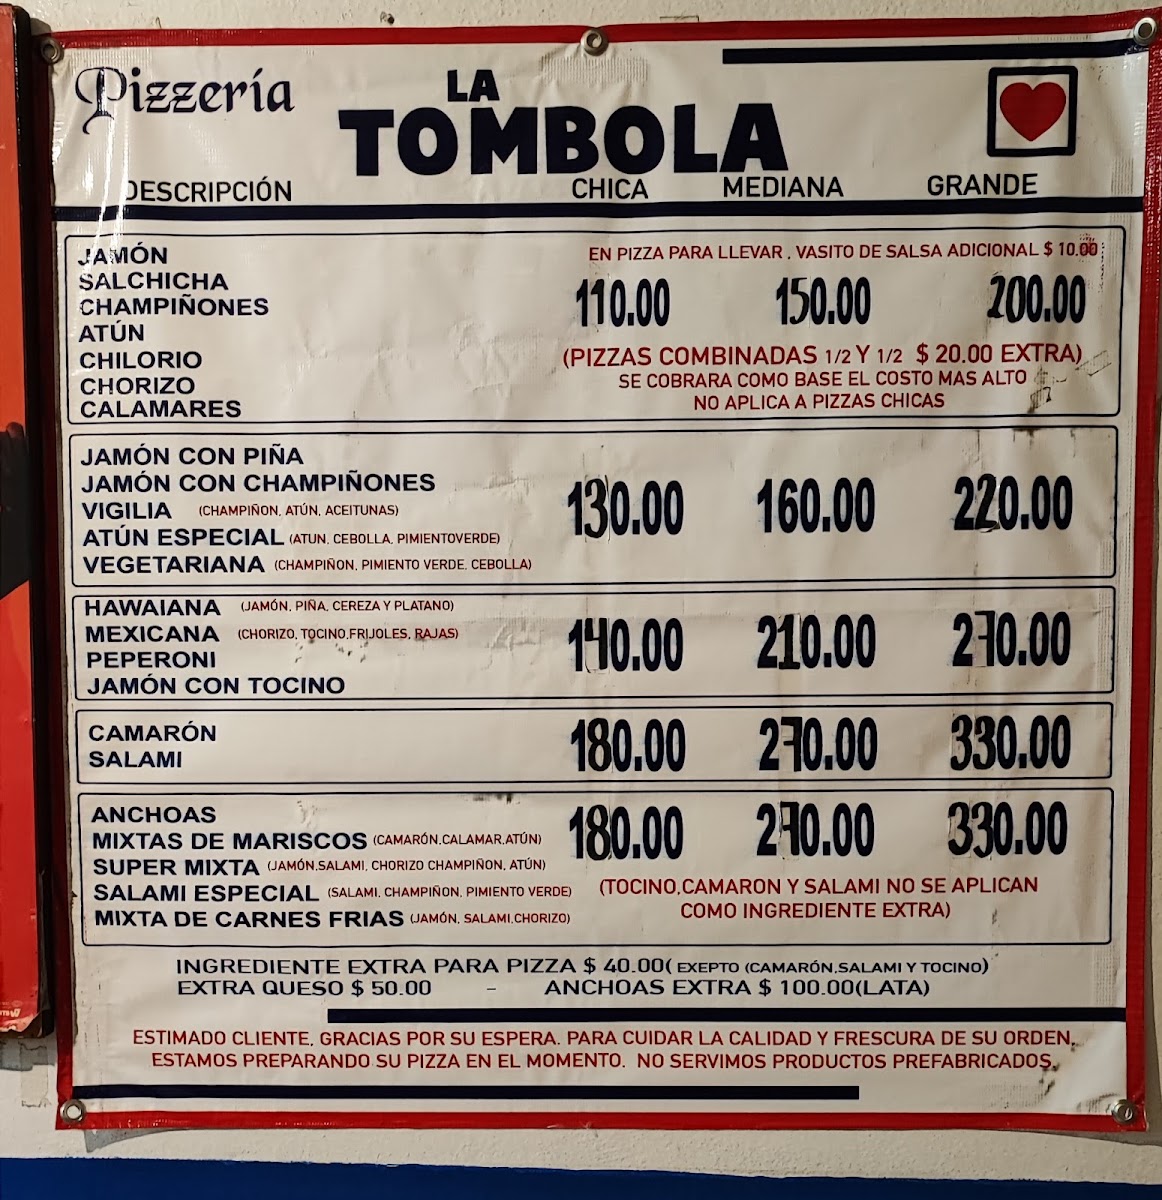 Pizzería
LA
TOMBOLA
DESCRIPCIÓN CHICA MEDIANA GRANDE
JAMÓN
SALCHICHA
CHAMPIÑONES
ATÚN
CHILORIO
CHORIZO
CALAMARES
EN PIZZA PARA LLEVAR . VASITO DE SALSA ADICIONAL $ 10.00
110.00 150.00 200.00
(PIZZAS COMBINADAS 1/2 Y 1/2 $ 20.00 EXTRA)
SE COBRARA COMO BASE EL COSTO MAS ALTO
NO APLICA A PIZZAS CHICAS
JAMÓN CON PIÑA
JAMÓN CON CHAMPIÑONES
VIGILIA (CHAMPIÑON, ATÚN, ACEITUNAS)
ATÚN ESPECIAL (ATUN, CEBOLLA, PIMIENTOVERDE)
VEGETARIANA (CHAMPIÑON, PIMIENTO VERDE, CEBOLLA)
130.00 160.00 220.00
HAWAIANA (JAMÓN, PIÑA, CEREZA Y PLATANO)
MEXICANA (CHORIZO, TOCINO,FRIJOLES, RAJAS)
PEPERONI
JAMÓN CON TOCINO
140.00 210.00 270.00
CAMARÓN
SALAMI
180.00 270.00 330.00
ANCHOAS
MIXTAS DE MARISCOS (CAMARÓN,CALAMAR,ATÚN)
SUPER MIXTA (JAMÓN,SALAMI, CHORIZO CHAMPIÑON, ATÚN)
SALAMI ESPECIAL (SALAMI, CHAMPIÑON, PIMIENTO VERDE)
MIXTA DE CARNES FRIAS (JAMÓN, SALAMI,CHORIZO)
180.00 270.00 330.00
(TOCINO,CAMARON Y SALAMI NO SE APLICAN
COMO INGREDIENTE EXTRA)
INGREDIENTE EXTRA PARA PIZZA $ 40.00( EXEPTO (CAMARÓN,SALAMI Y TOCINO)
EXTRA QUESO $ 50.00 - ANCHOAS EXTRA $ 100.00(LATA)
ESTIMADO CLIENTE, GRACIAS POR SU ESPERA. PARA CUIDAR LA CALIDAD Y FRESCURA DE SU ORDEN,
ESTAMOS PREPARANDO SU PIZZA EN EL MOMENTO. NO SERVIMOS PRODUCTOS PREFABRICADOS.